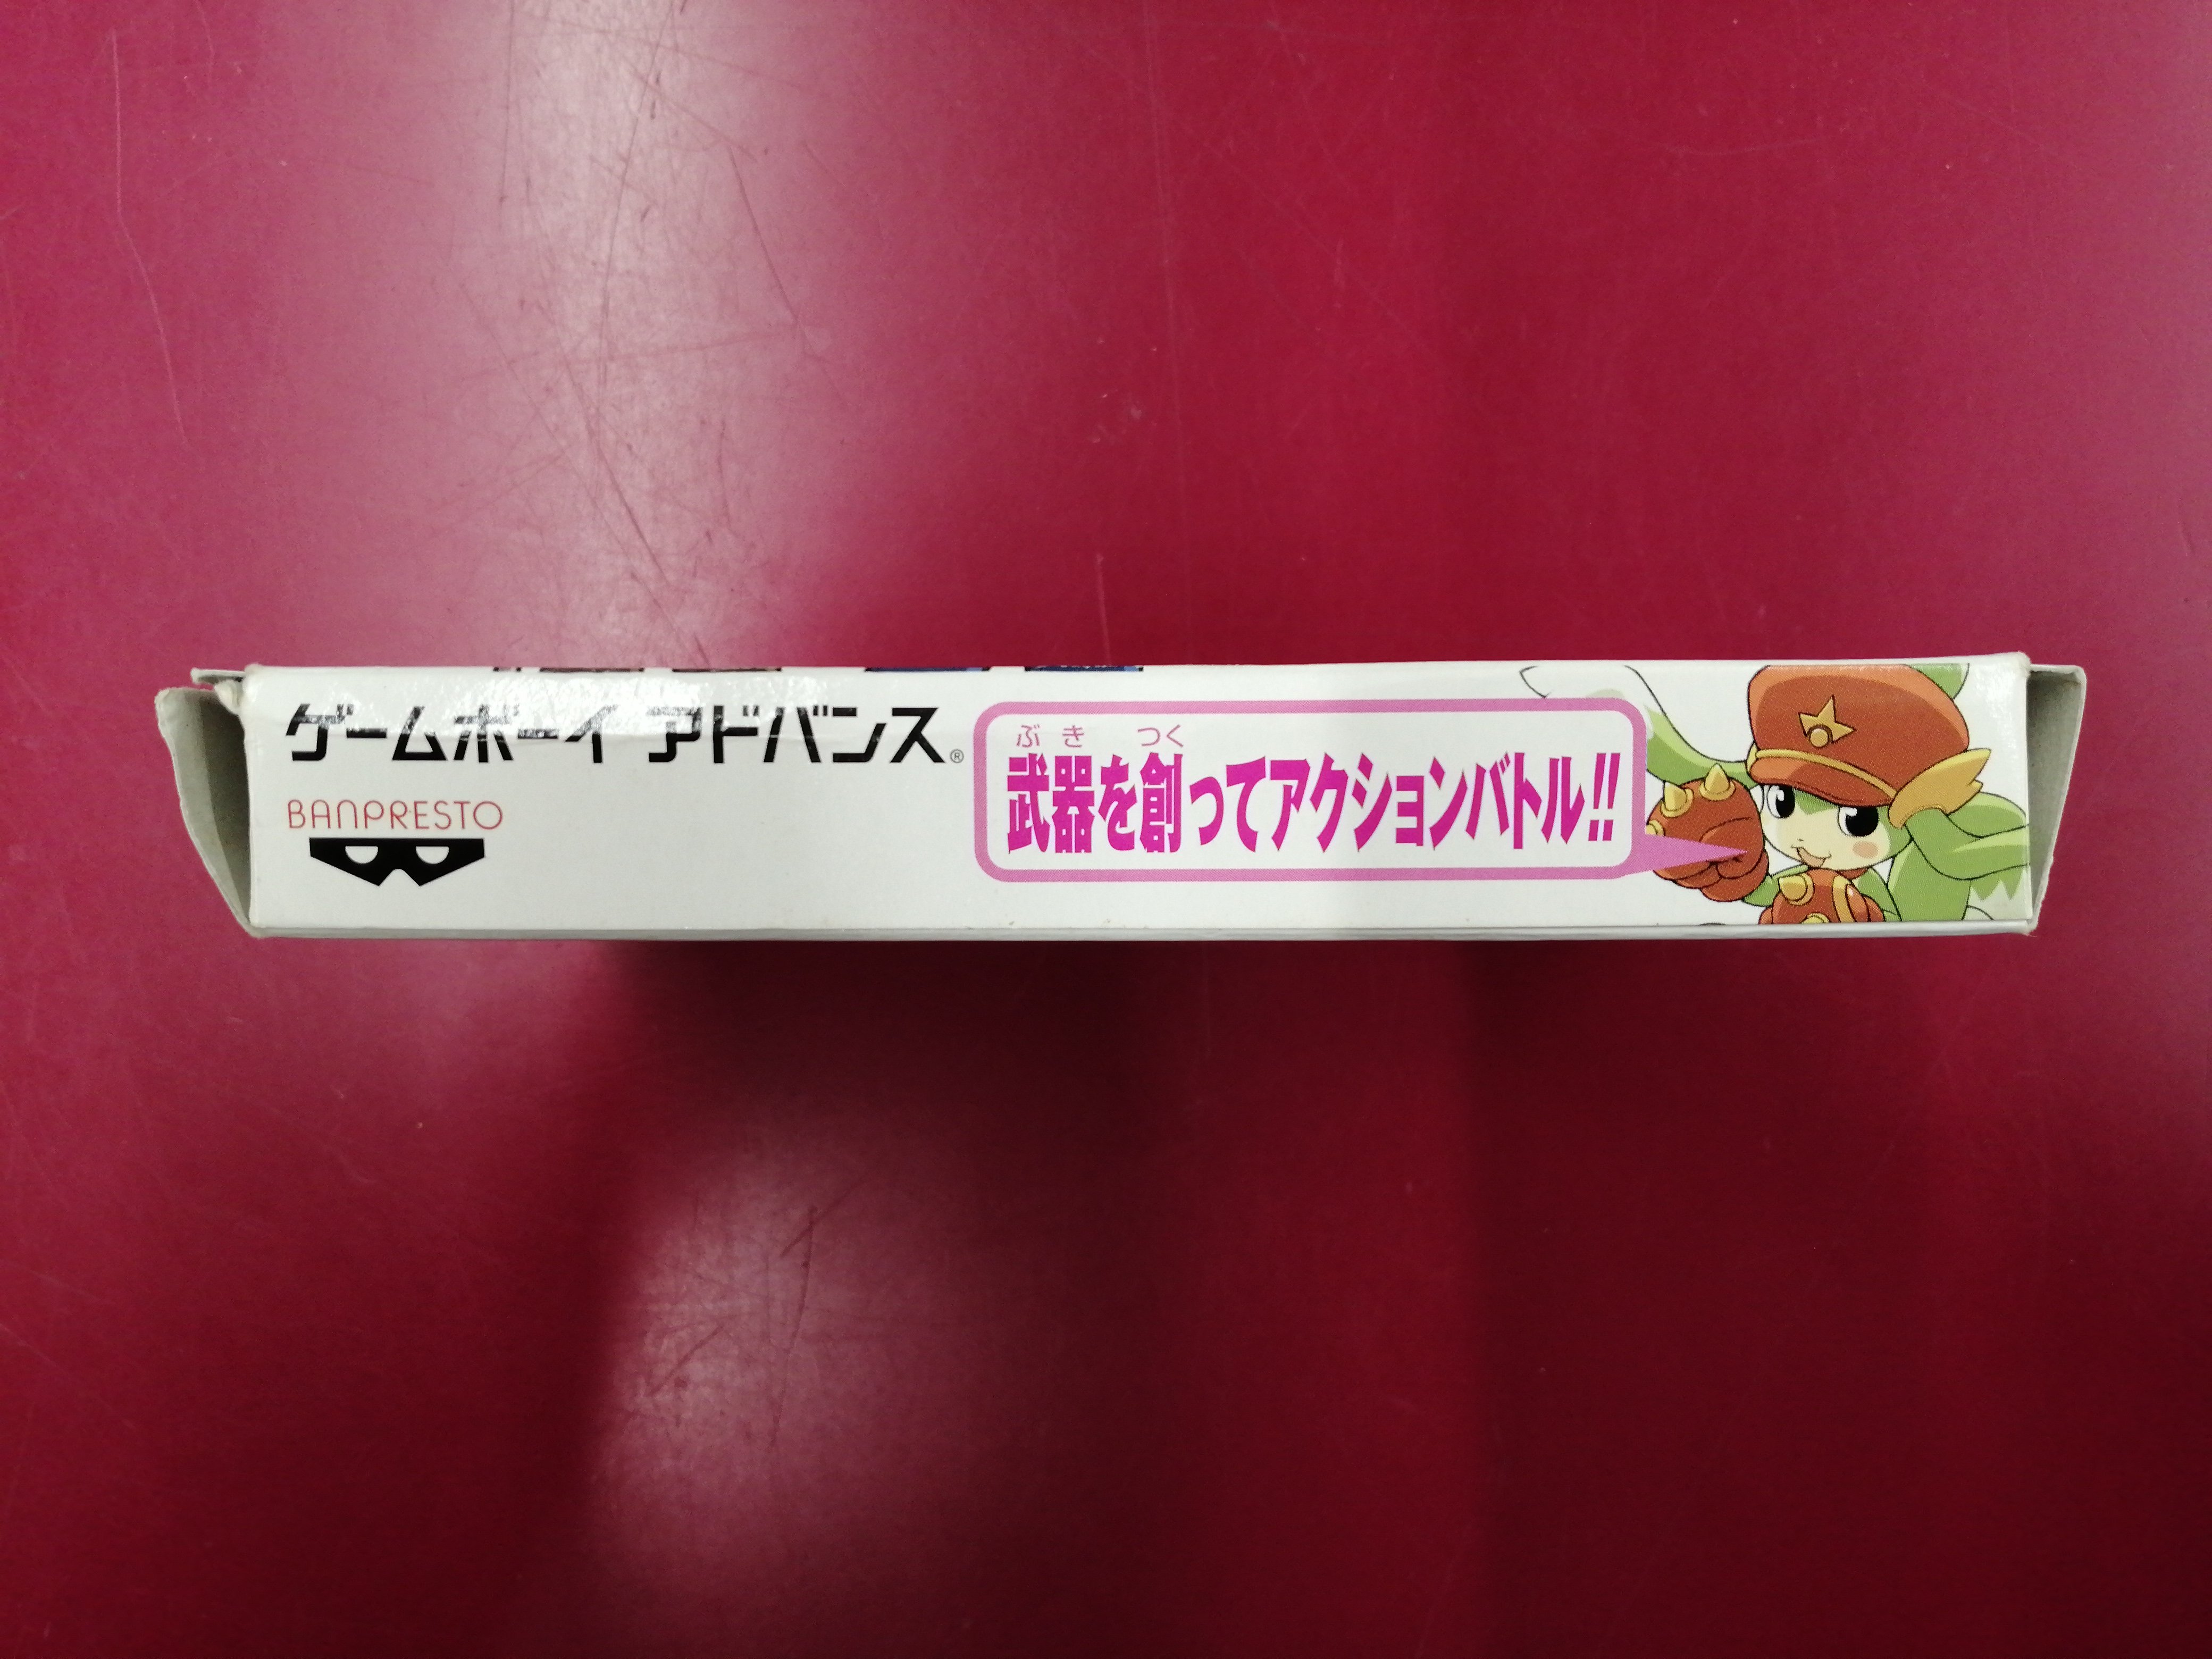 ゲームボーイ アドバンス®
BANPRESTO
ぶき つく
武器を創ってアクションバトル!!